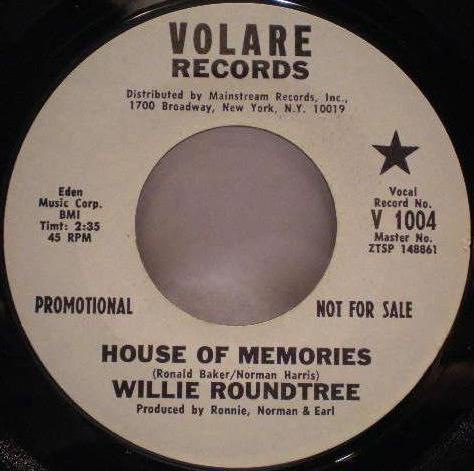 VOLARE
RECORDS
Distributed by Mainstream Records, Inc.,
1700 Broadway, New York, N.Y. 10019
Eden
Music Corp.
BMI
Timt: 2:35
45 RPM
Vocal
Record No.
V 1004
Master No.
ZTSP 148861
PROMOTIONAL
NOT FOR SALE
HOUSE OF MEMORIES
(Ronald Baker/Norman Harris)
WILLIE ROUNDTREE
Produced by Ronnie, Norman & Earl